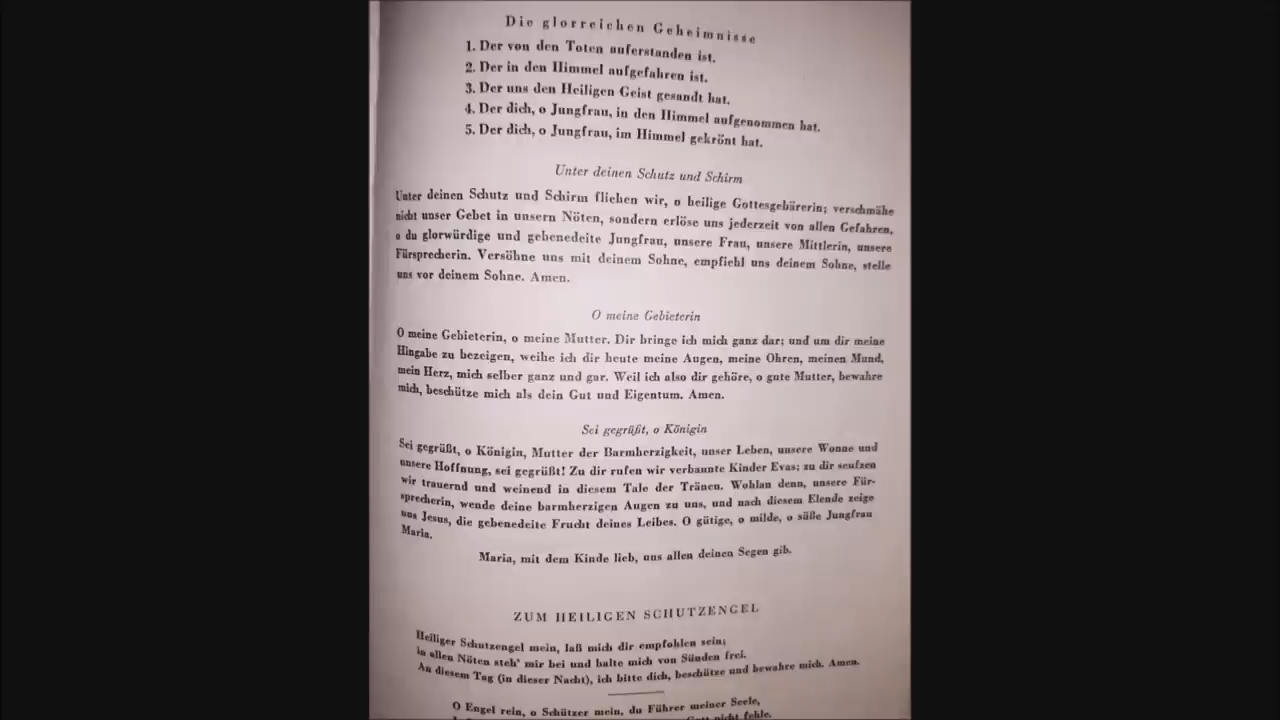 Die glorreichen Geheimnisse
1. Der von den Toten auferstanden ist.
2. Der in den Himmel aufgefahren ist.
3. Der uns den Heiligen Geist gesandt hat.
4. Der dich, o Jungfrau, in den Himmel aufgenommen hat.
5. Der dich, o Jungfrau, im Himmel gekrönt hat.
Unter deinen Schutz und Schirm
Unter deinen Schutz und Schirm fliehen wir, o heilige Gottesgebärerin; verschmähe
nicht unser Gebet in unsern Nöten, sondern erlöse uns jederzeit von allen Gefahren,
o du glorwürdige und gebenedeite Jungfrau, unsere Frau, unsere Mittlerin, unsere
Fürsprecherin. Versöhne uns mit deinem Sohne, empfiehl uns deinem Sohne, stelle
uns vor deinem Sohne. Amen.
O meine Gebieterin
O meine Gebieterin, o meine Mutter. Dir bringe ich mich ganz dar; und um dir meine
Hingabe zu bezeigen, weihe ich dir heute meine Augen, meine Ohren, meinen Mund,
mein Herz, mich selber ganz und gar. Weil ich also dir gehöre, o gute Mutter, bewahre
mich, beschütze mich als dein Gut und Eigentum. Amen.
Sei gegrüßt, o Königin
Sei gegrüßt, o Königin, Mutter der Barmherzigkeit, unser Leben, unsere Wonne und
unsere Hoffnung, sei gegrüßt! Zu dir rufen wir verbannte Kinder Evas; zu dir seufzen
wir trauernd und weinend in diesem Tale der Tränen. Wohlan denn, unsere Für-
sprecherin, wende deine barmherzigen Augen zu uns, und nach diesem Elende zeige
uns Jesus, die gebenedeite Frucht deines Leibes. O gütige, o milde, o süße Jungfrau
Maria.
Maria, mit dem Kinde lieb, uns allen deinen Segen gib.
ZUM HEILIGEN SCHUTZENGEL
Heiliger Schutzengel mein, laß mich dir empfohlen sein;
in allen Nöten steh' mir bei und halte mich von Sünden frei.
An diesem Tag (in dieser Nacht), ich bitte dich, beschütze und bewahre mich. Amen.
O Engel rein, o Schützer mein, du Führer meiner Seele,
Gott nicht fehle.